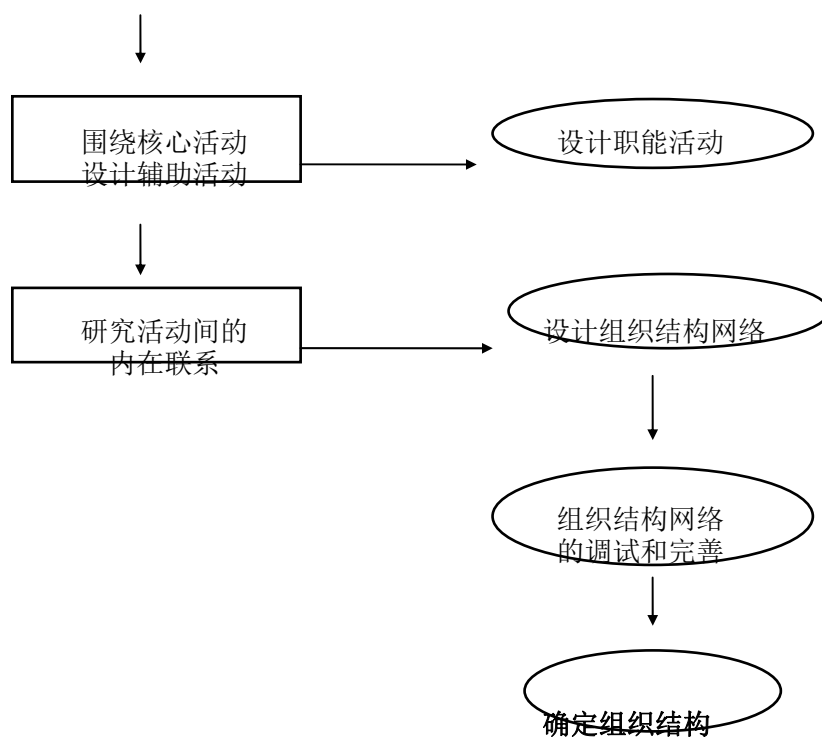 围绕核心活动
设计辅助活动
设计职能活动
研究活动间的
内在联系
设计组织结构网络
组织结构网络
的调试和完善
确定组织结构